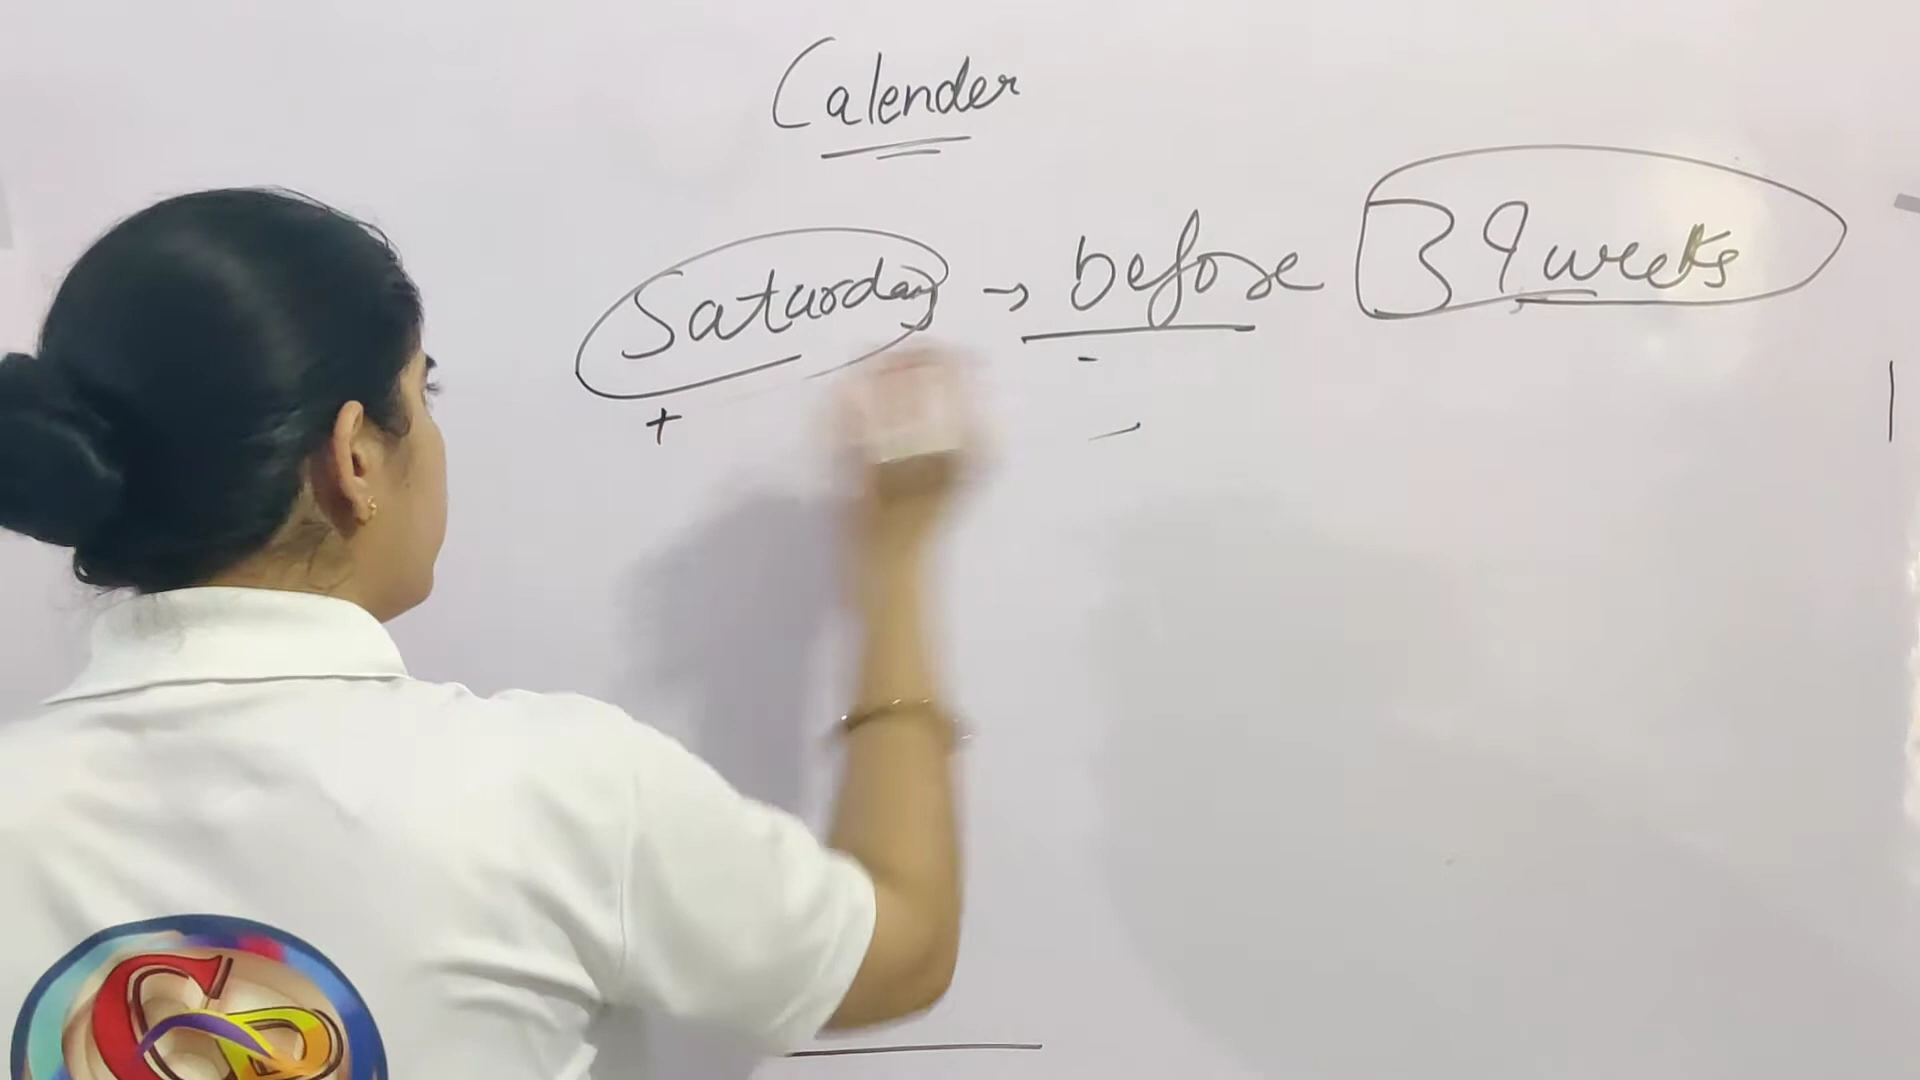 Calender
Saturday → before 39 weeks
+ -
-